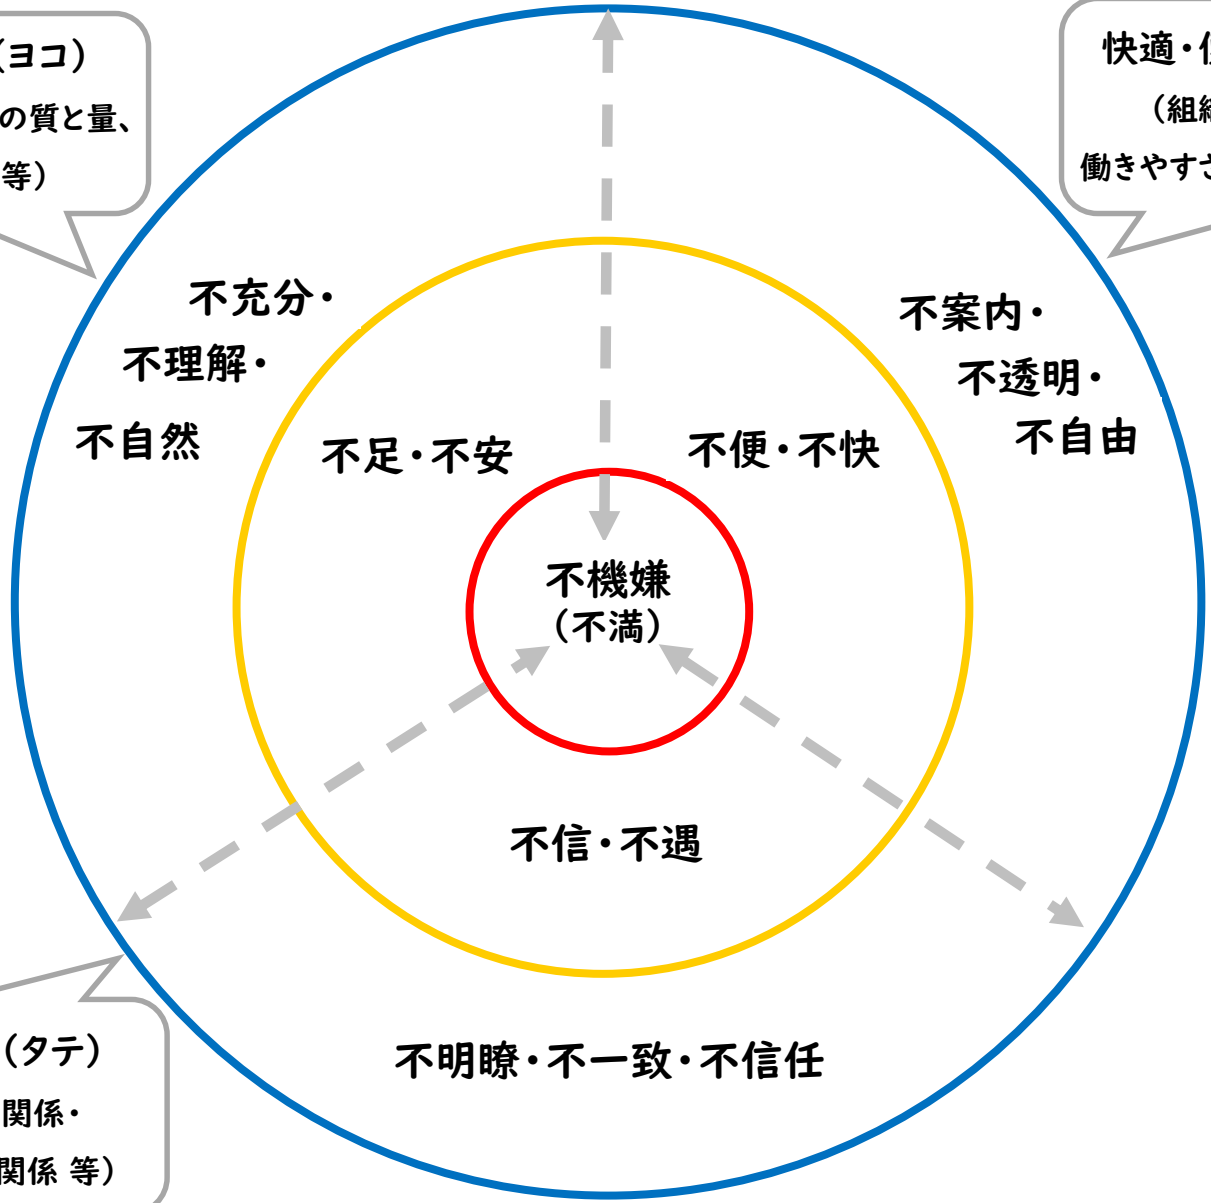 （ヨコ）
の質と量、
等）
快適・
（組
働きやすさ
不充分・
不理解・
不自然
不案内・
不透明・
不自由
不足・不安
不便・不快
不機嫌
（不満）
不信・不遇
不明瞭・不一致・不信任
（タテ）
関係・
関係 等）